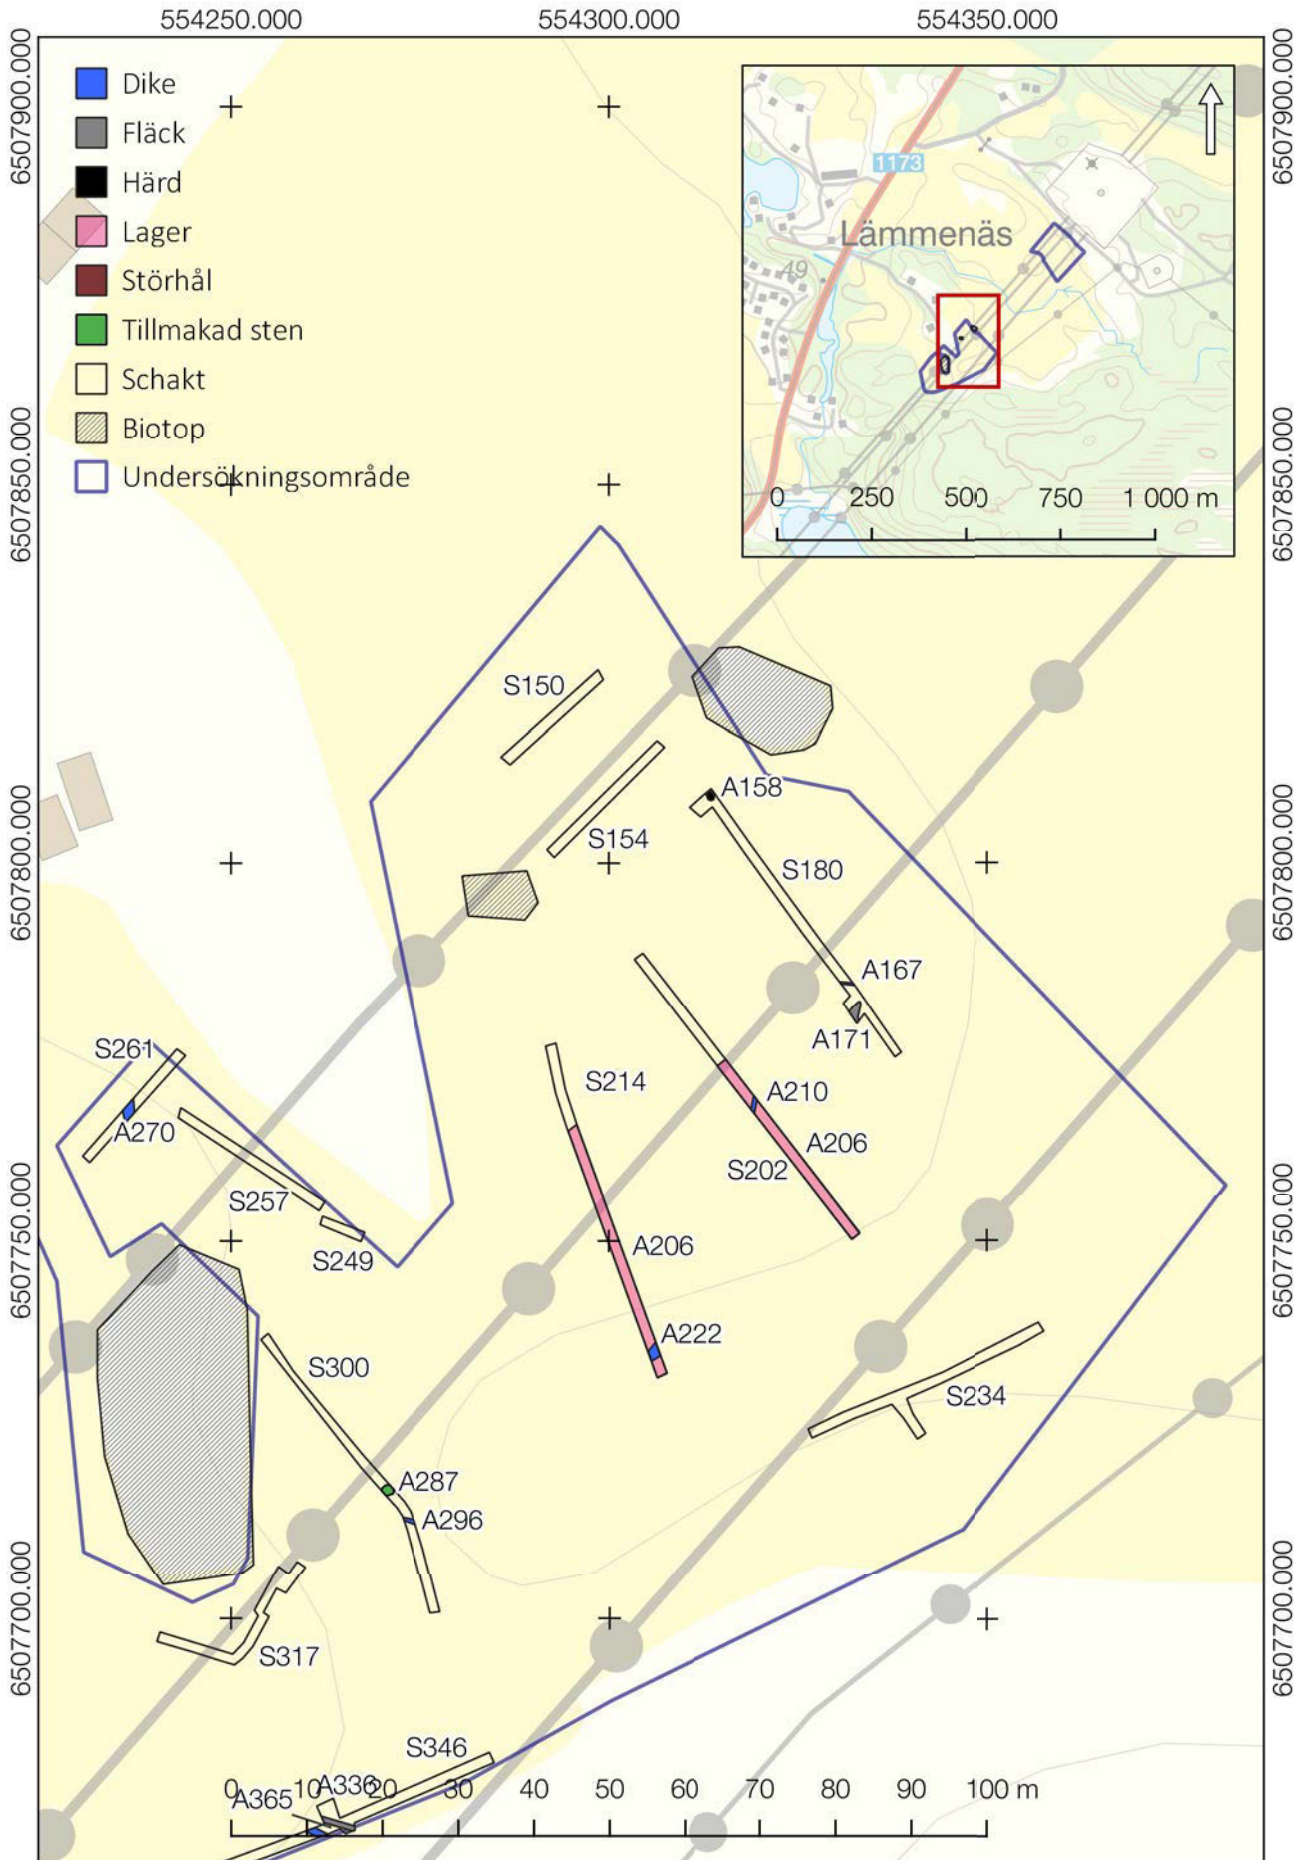 554250.000 554300.000 554350.000
6507900.000
6507850.000
6507800.000
6507750.000
6507700.000
6507900.000
6507850.000
6507800.000
6507750.000
6507700.000
Dike
Fläck
Härd
Lager
Störhål
Tillmakad sten
Schakt
Biotop
Undersökningsområde
1173
Lämmenäs
49
0 250 500 750 1 000 m
S150
A158
S154
S180
A167
A171
S261
S214
A270
A210
A206
S202
S257
A206
S249
A222
S300
S234
A287
A296
S317
S346
A336
A365
0 10 20 30 40 50 60 70 80 90 100 m